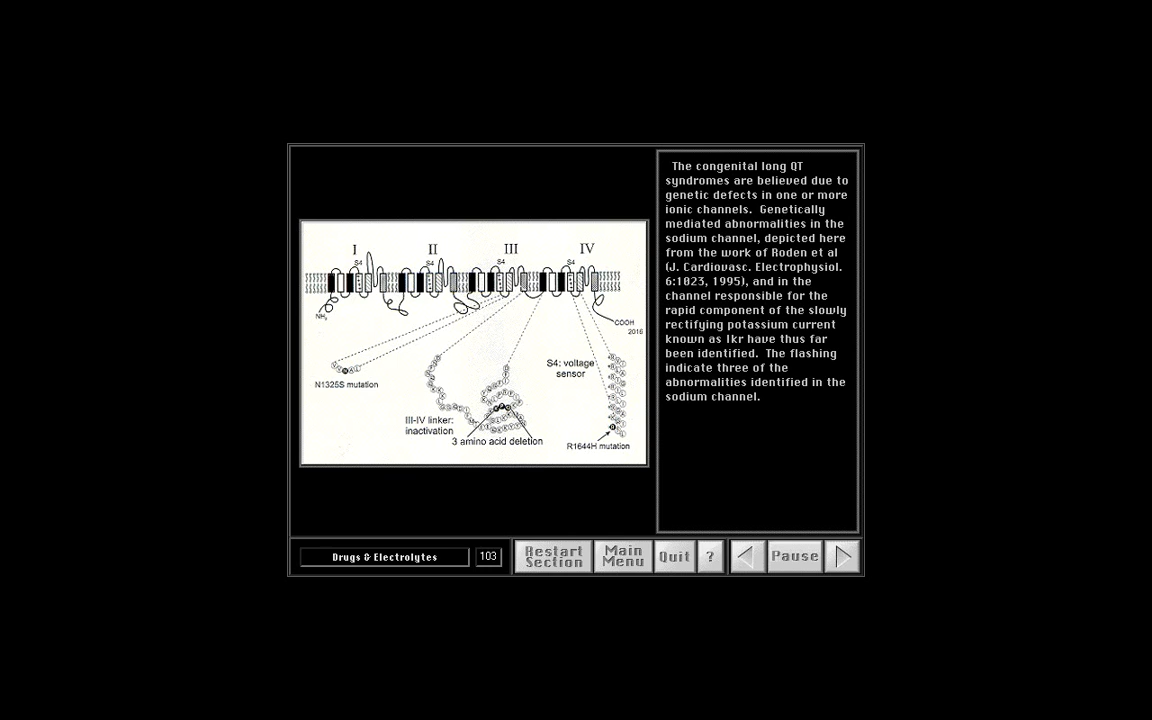 I II III IV
S4 S4 S4 S4
NH2
COOH
2016
N1325S mutation
S4: voltage
sensor
III-IV linker:
inactivation
3 amino acid deletion
R1644H mutation
The congenital long QT
syndromes are believed due to
genetic defects in one or more
ionic channels. Genetically
mediated abnormalities in the
sodium channel, depicted here
from the work of Roden et al
(J. Cardiovasc. Electrophysiol.
6:1023, 1995), and in the
channel responsible for the
rapid component of the slowly
rectifying potassium current
known as Ikr have thus far
been identified. The flashing
indicate three of the
abnormalities identified in the
sodium channel.
Drugs & Electrolytes 103
Restart
Section
Main
Menu
Quit
?
Pause